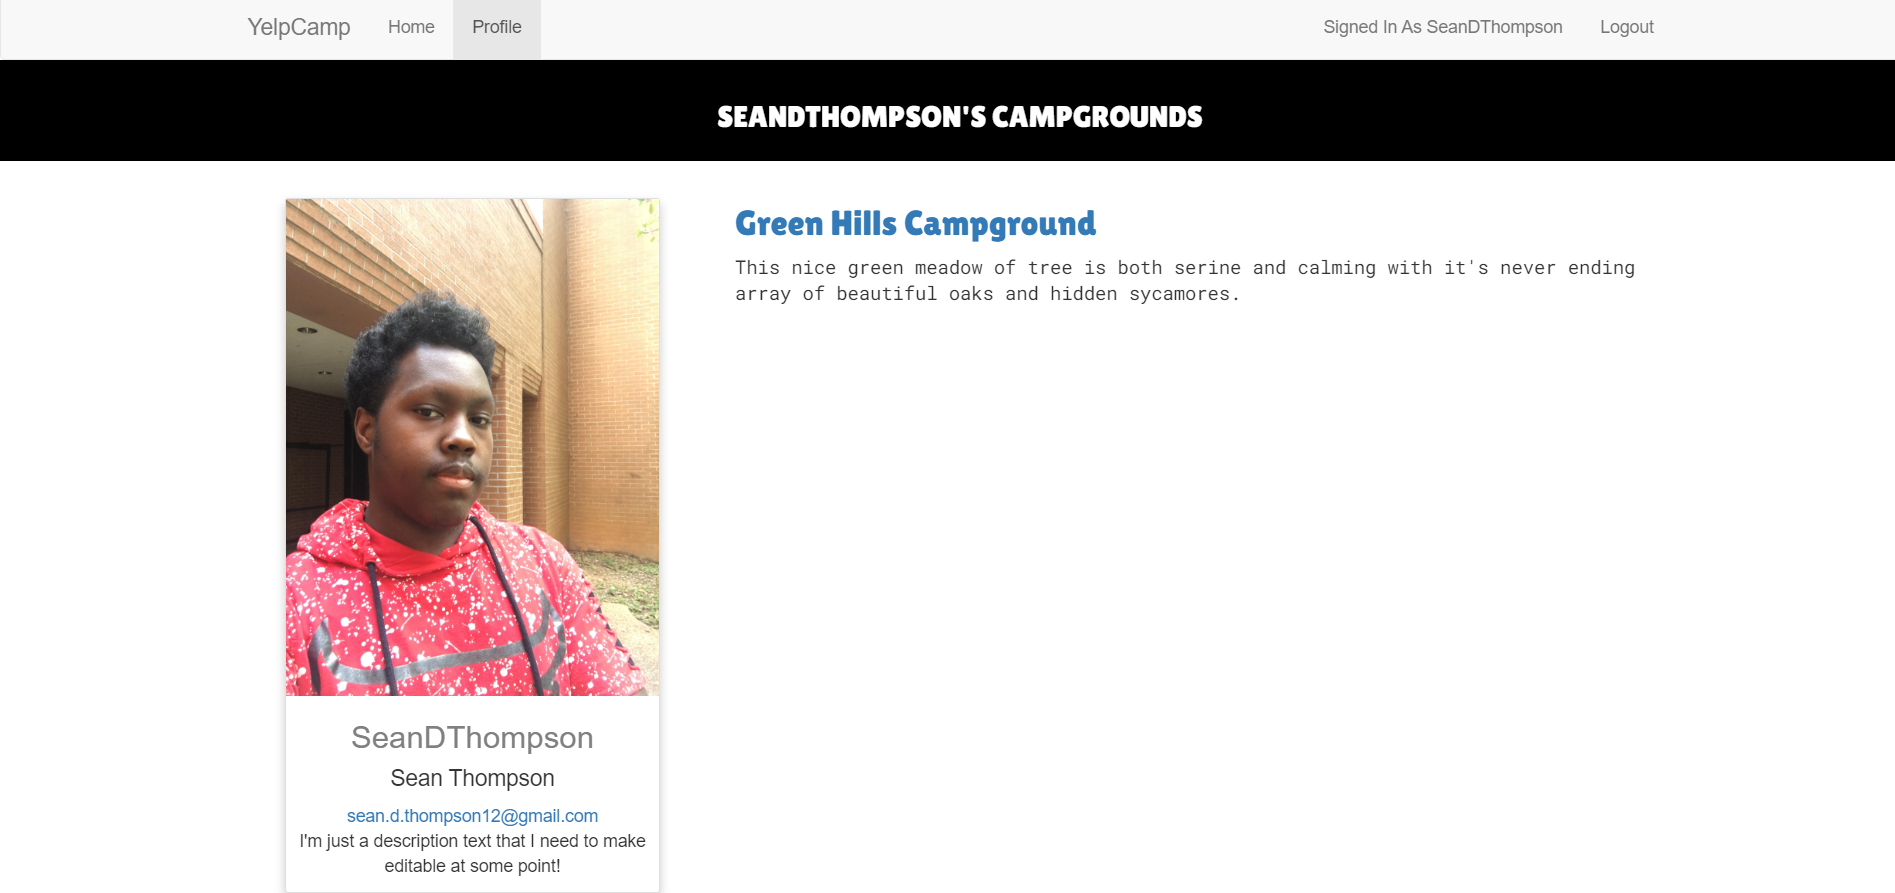 YelpCamp Home Profile Signed In As SeanDThompson Logout
SEANDTHOMPSON'S CAMPGROUNDS
Green Hills Campground
This nice green meadow of tree is both serine and calming with it's never ending
array of beautiful oaks and hidden sycamores.
SeanDThompson
Sean Thompson
sean.d.thompson12@gmail.com
I'm just a description text that I need to make
editable at some point!